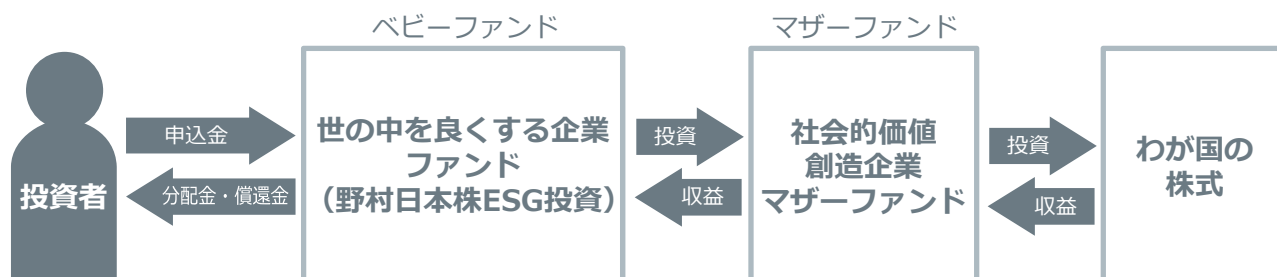 ベビーファンド
マザーファンド
投資者
申込金
分配金・償還金
世の中を良くする企業
ファンド
（野村日本株ESG投資）
投資
収益
社会的価値
創造企業
マザーファンド
投資
収益
わが国の
株式